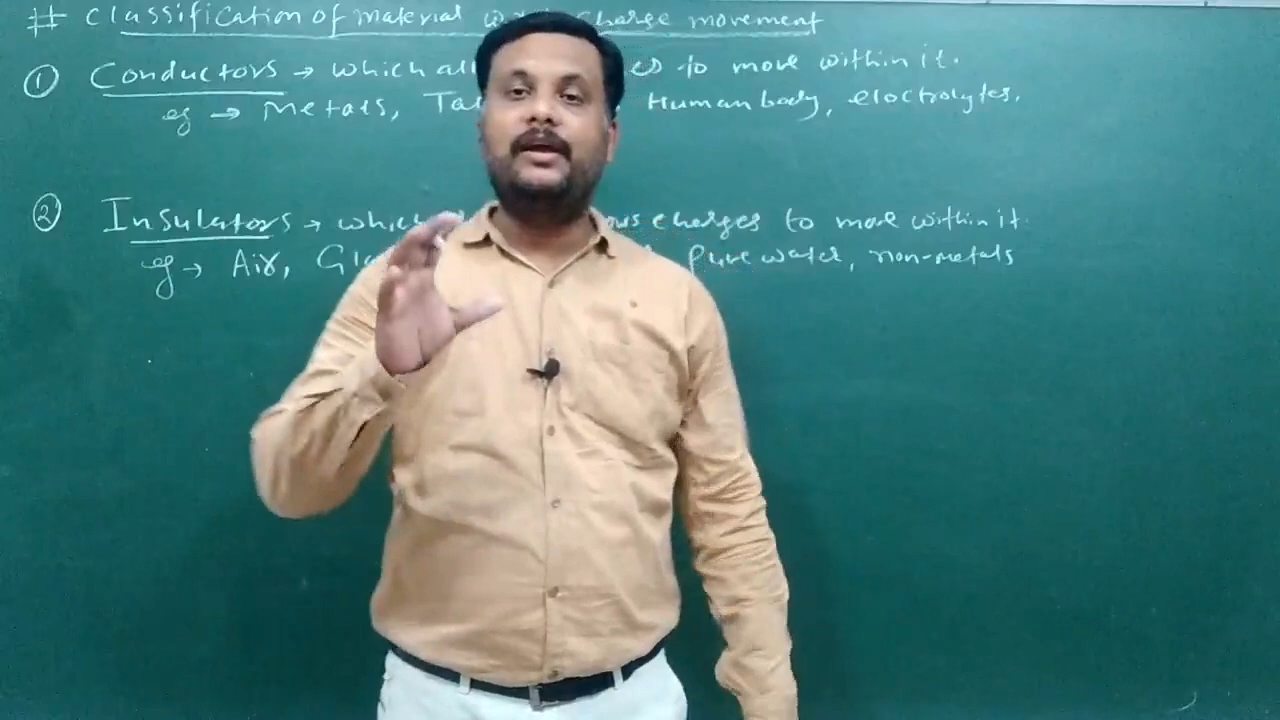 # Classification of material charge movement
① Conductors → which to move within it.
eg → Metals, Human body, electrolytes.
② Insulators → which charges to move within it
eg → Air, pure water, non-metals